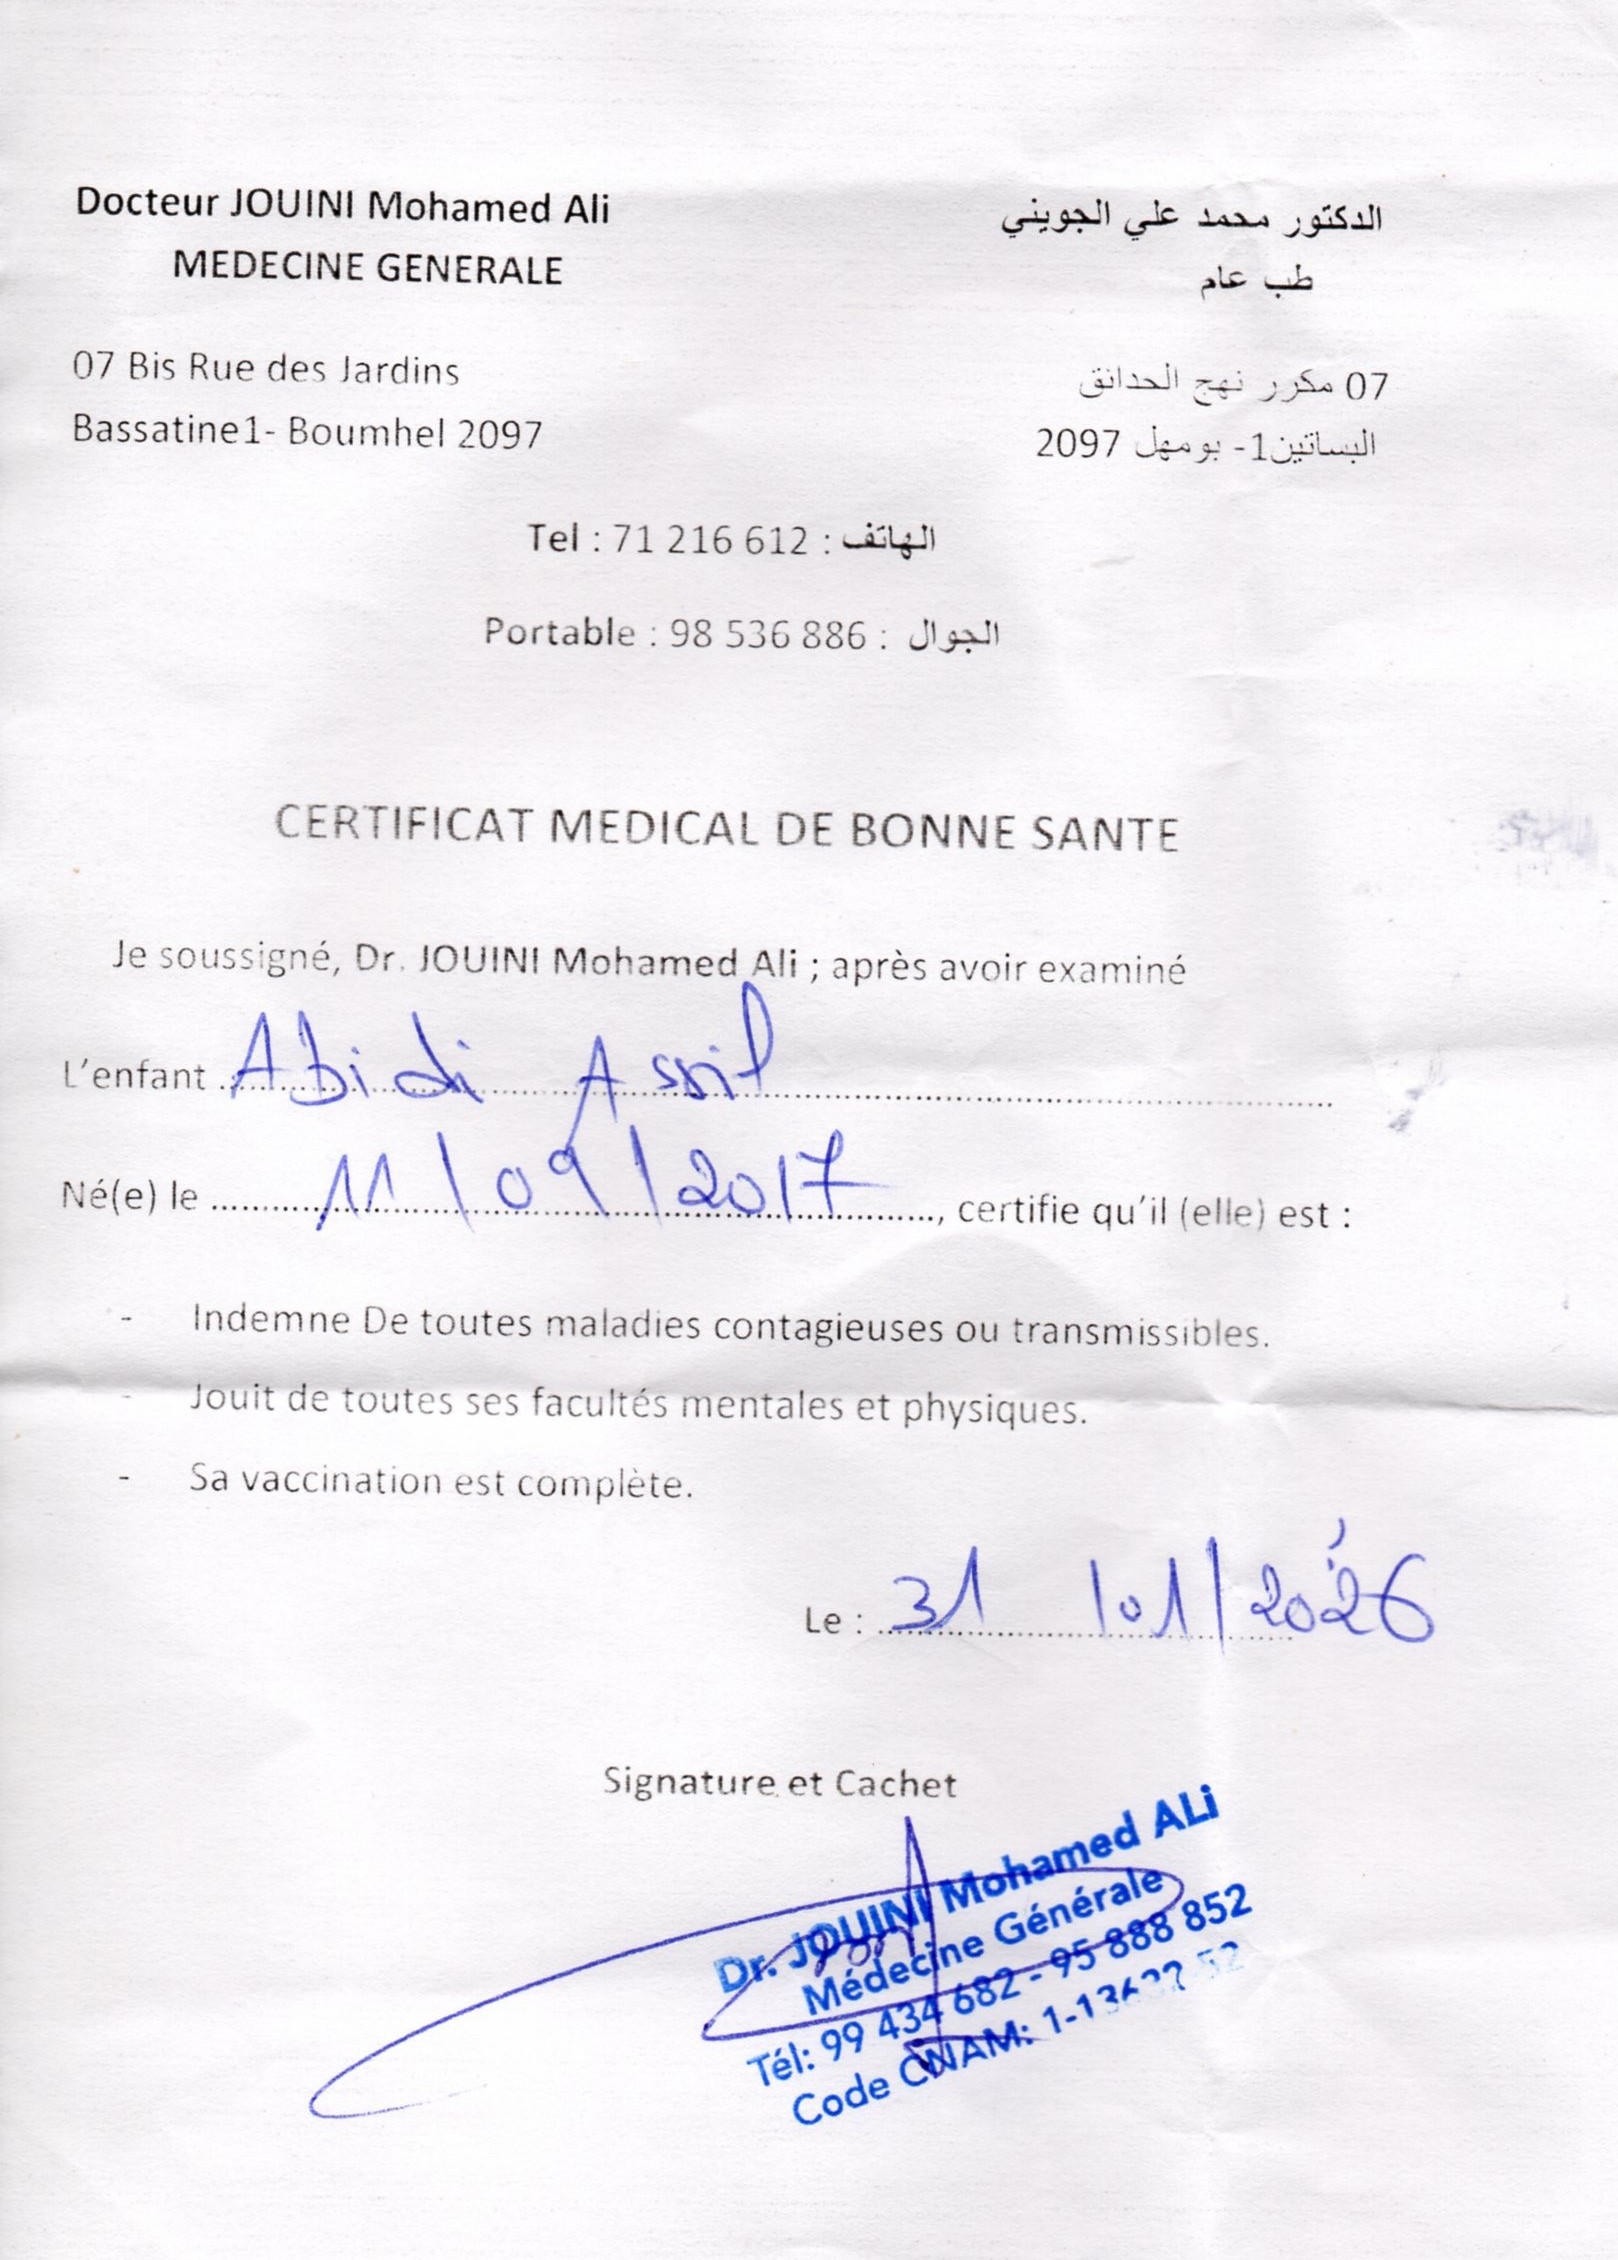 Docteur JOUINI Mohamed Ali
MEDECINE GENERALE
07 Bis Rue des Jardins
Bassatine1- Boumhel 2097
الدكتور محمد علي الجويني
طب عام
07 مكرر نهج الحدائق
البساتين1- بومهل 2097
Tel : 71 216 612 : الهاتف
Portable : 98 536 886 : الجوال
CERTIFICAT MEDICAL DE BONNE SANTE
Je soussigné, Dr. JOUINI Mohamed Ali ; après avoir examiné
L'enfant Abidi
Né(e) le 11/09/2017, certifie qu'il (elle) est :
- Indemne De toutes maladies contagieuses ou transmissibles.
- Jouit de toutes ses facultés mentales et physiques.
- Sa vaccination est complète.
Le : 31/01/2026
Signature et Cachet
Dr. JOUINI Mohamed ALi
Médecine Générale
Tél: 99 434 682 - 95 888 852
Code CNAM: